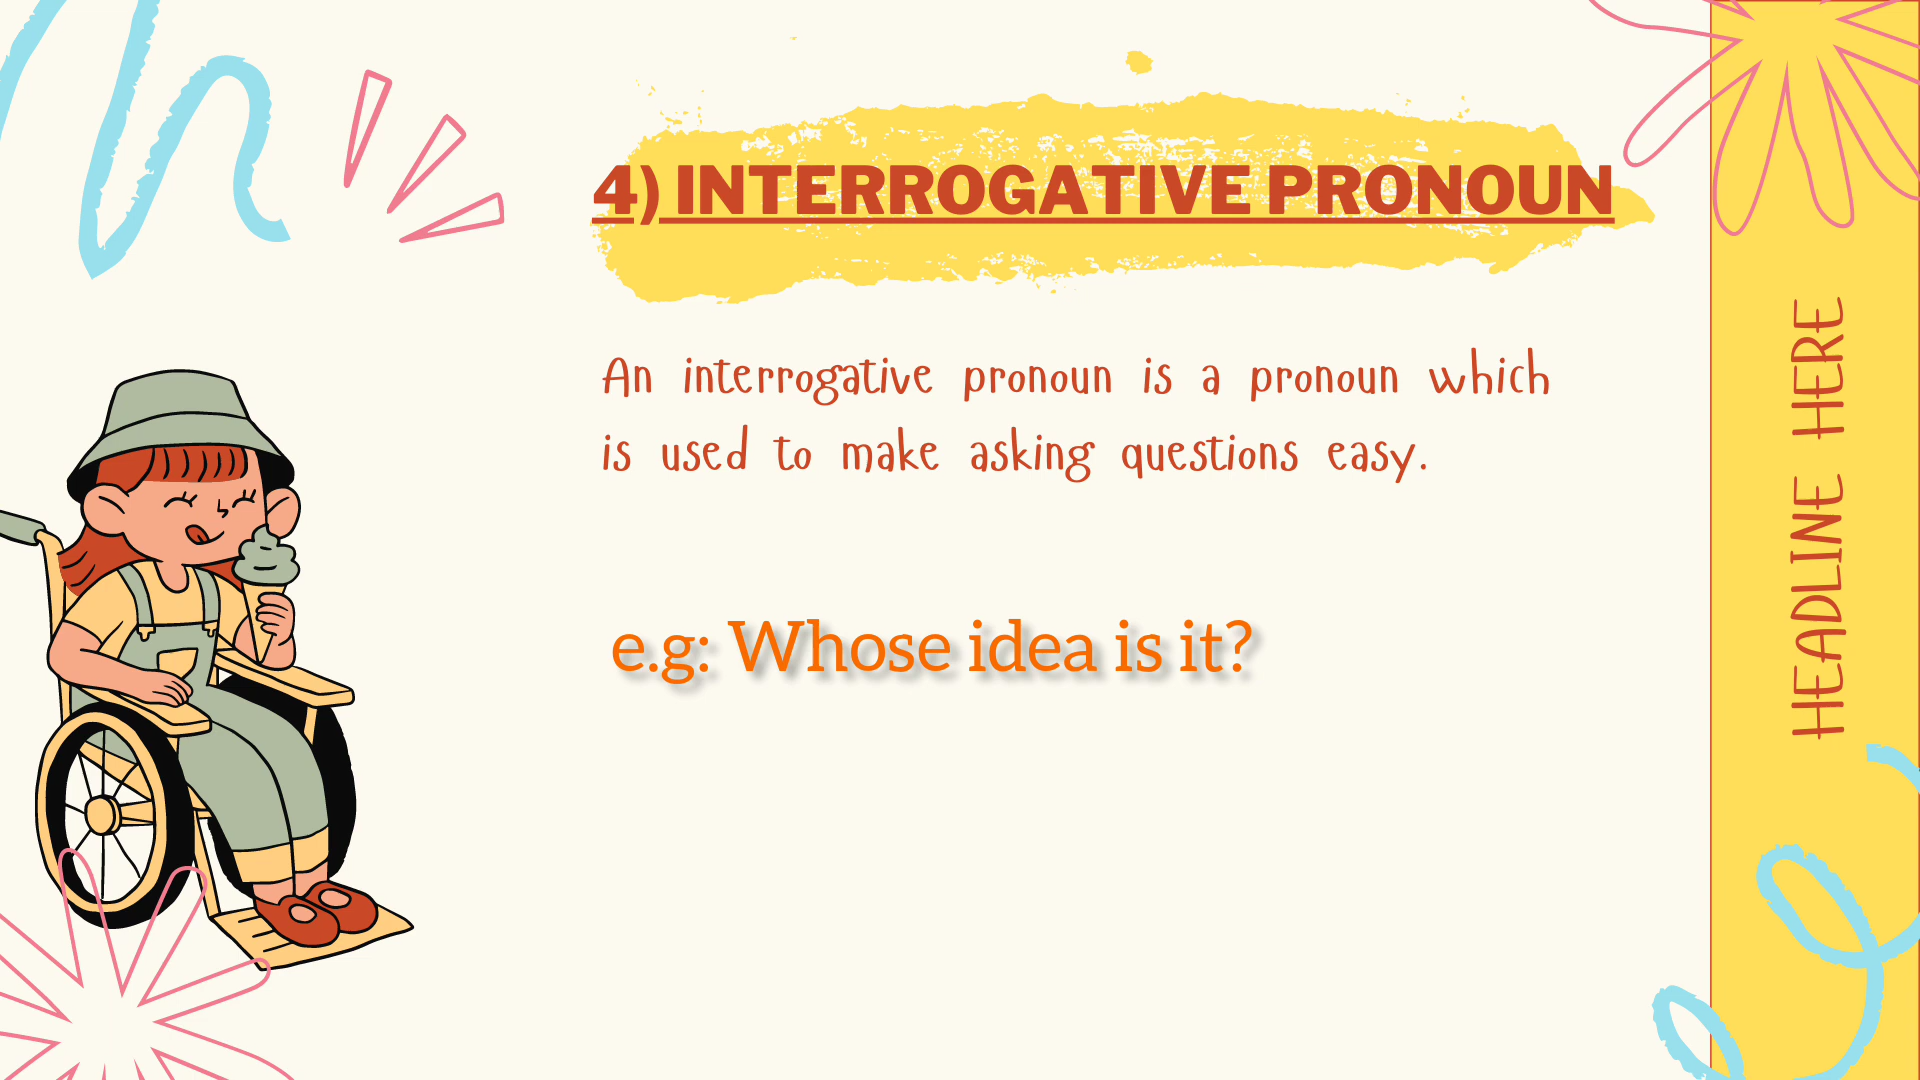 4) INTERROGATIVE PRONOUN
An interrogative pronoun is a pronoun which
is used to make asking questions easy.
e.g: Whose idea is it?
HEADLINE HERE